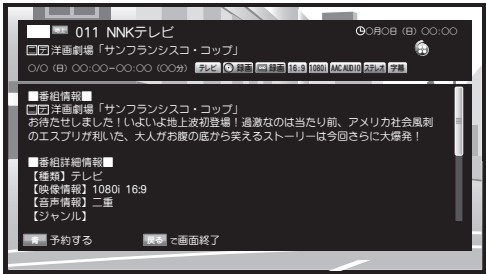 011 NNKテレビ ○月○日 (日) ○○:○○
洋画劇場「サンフランシスコ・コップ」
○/○ (日) ○○:○○-○○:○○ (○○分) テレビ 録画 録画 16:9 1080i AAC AUDIO ステレオ 字幕
■番組情報■
洋画劇場「サンフランシスコ・コップ」
お待たせしました!いよいよ地上波初登場!過激なのは当たり前、アメリカ社会風刺
のエスプリが利いた、大人がお腹の底から笑えるストーリーは今回さらに大爆発!
■番組詳細情報■
【種類】テレビ
【映像情報】1080i 16:9
【音声情報】二重
【ジャンル】
青 予約する 戻る で画面終了